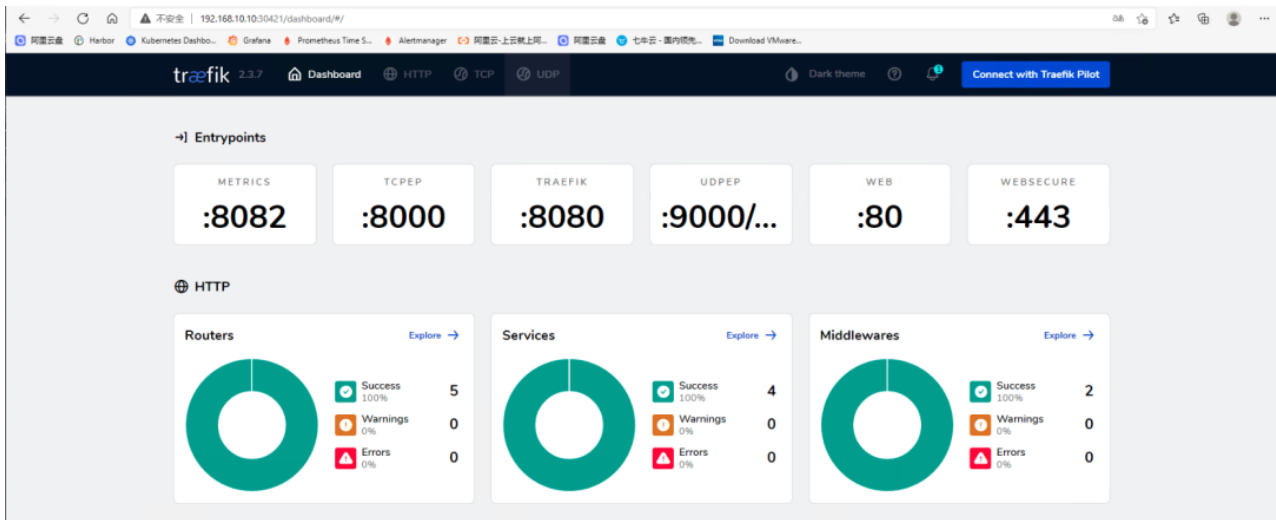 不安全 | 192.168.10.10:30421/dashboard/#/
阿里云盘 Harbor Kubernetes Dashbo... Grafana Prometheus Time S... Alertmanager 阿里云-上云就上阿... 阿里云盘 七牛云 - 国内领先... Download VMware...
træfik 2.3.7 Dashboard HTTP TCP UDP Dark theme Connect with Traefik Pilot
Entrypoints
METRICS TCPEP TRAEFIK UDPEP WEB WEBSECURE
:8082 :8000 :8080 :9000/... :80 :443
HTTP
Routers Explore → Services Explore → Middlewares Explore →
Success 5 Success 4 Success 2
100% 100% 100%
Warnings 0 Warnings 0 Warnings 0
0% 0% 0%
Errors 0 Errors 0 Errors 0
0% 0% 0%